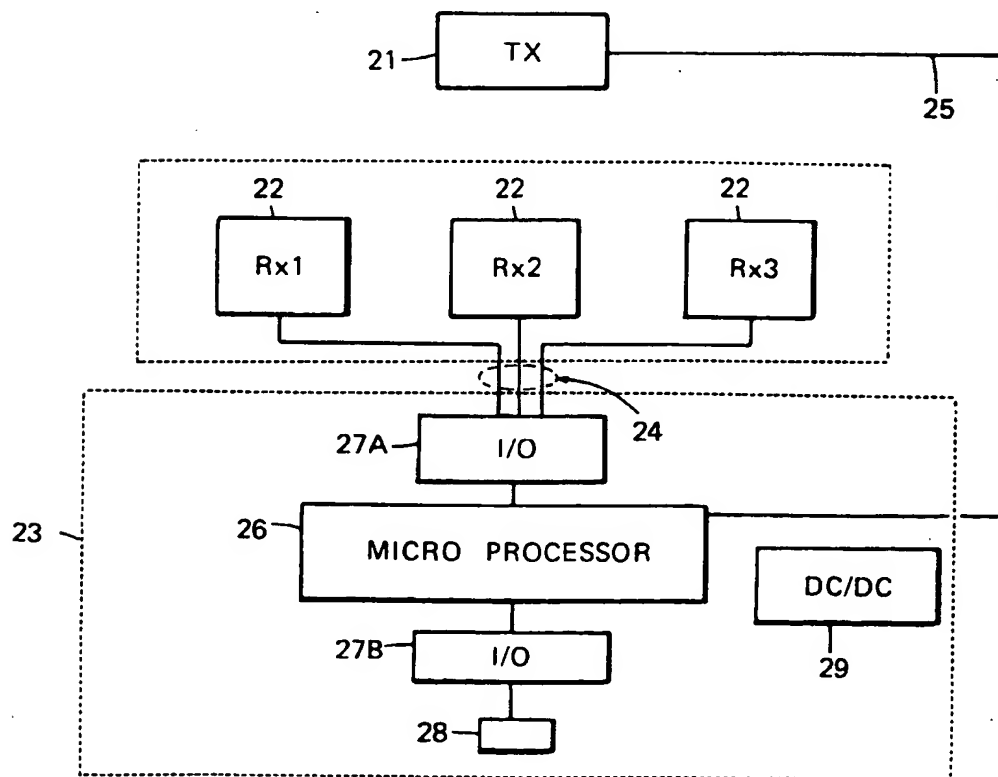 21
TX
25
22
22
22
Rx1
Rx2
Rx3
24
27A
I/O
23
26
MICRO PROCESSOR
DC/DC
29
27B
I/O
28